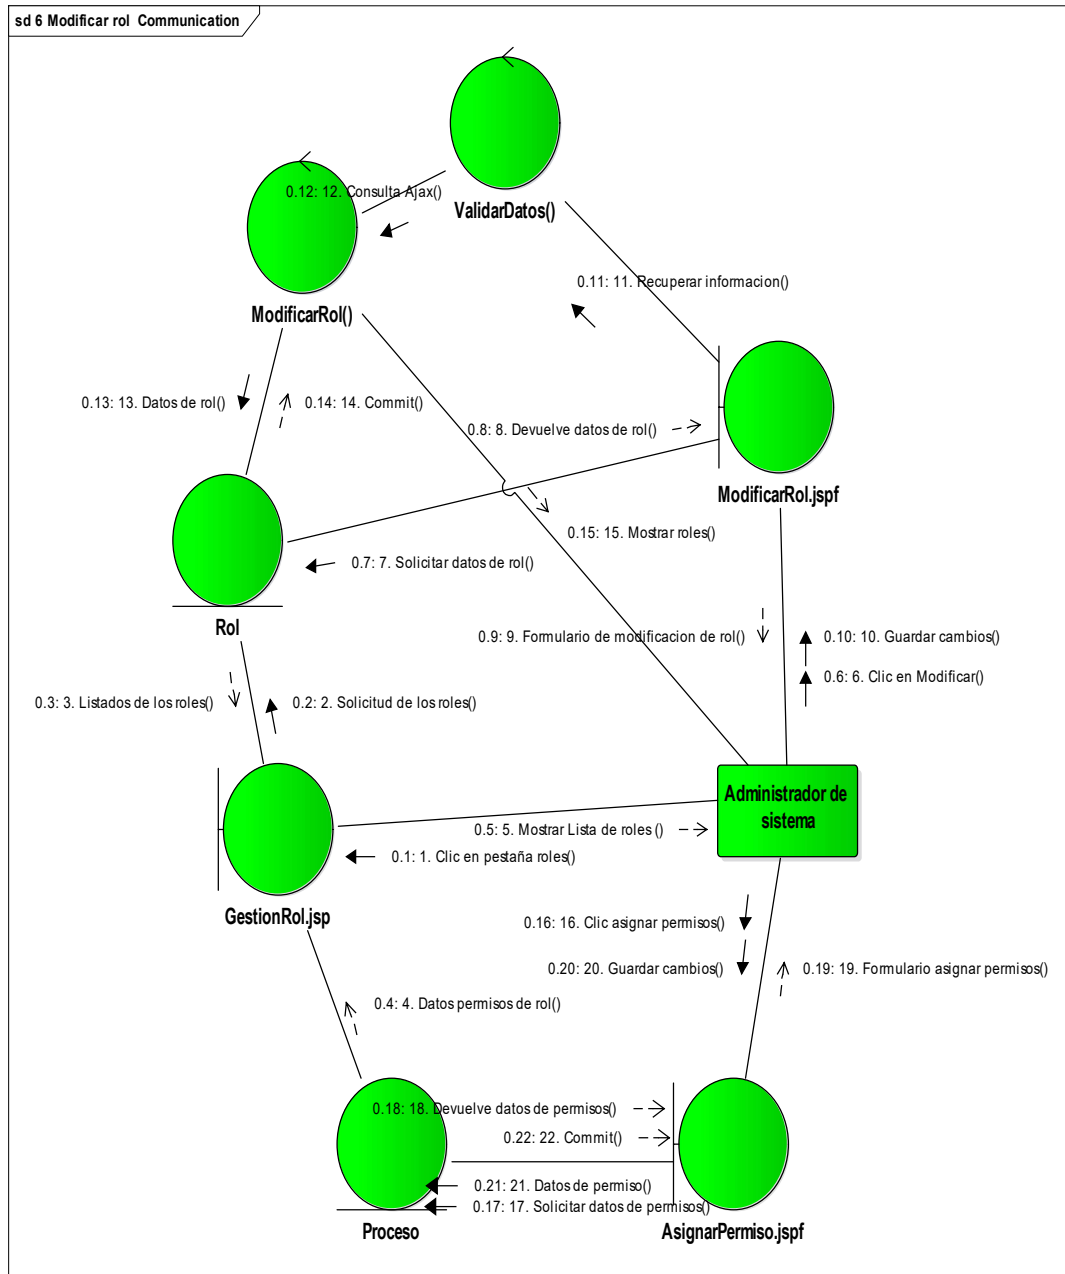 sd 6 Modificar rol Communication
0.12: 12. Consulta Ajax()
ValidarDatos()
0.11: 11. Recuperar informacion()
ModificarRol()
0.13: 13. Datos de rol()
0.14: 14. Commit()
0.8: 8. Devuelve datos de rol()
ModificarRol.jspf
0.15: 15. Mostrar roles()
0.7: 7. Solicitar datos de rol()
Rol
0.9: 9. Formulario de modificacion de rol()
0.10: 10. Guardar cambios()
0.6: 6. Clic en Modificar()
0.3: 3. Listados de los roles()
0.2: 2. Solicitud de los roles()
Administrador de
sistema
0.5: 5. Mostrar Lista de roles ()
0.1: 1. Clic en pestaña roles()
GestionRol.jsp
0.16: 16. Clic asignar permisos()
0.20: 20. Guardar cambios()
0.19: 19. Formulario asignar permisos()
0.4: 4. Datos permisos de rol()
0.18: 18. Devuelve datos de permisos()
0.22: 22. Commit()
0.21: 21. Datos de permiso()
0.17: 17. Solicitar datos de permisos()
Proceso
AsignarPermiso.jspf